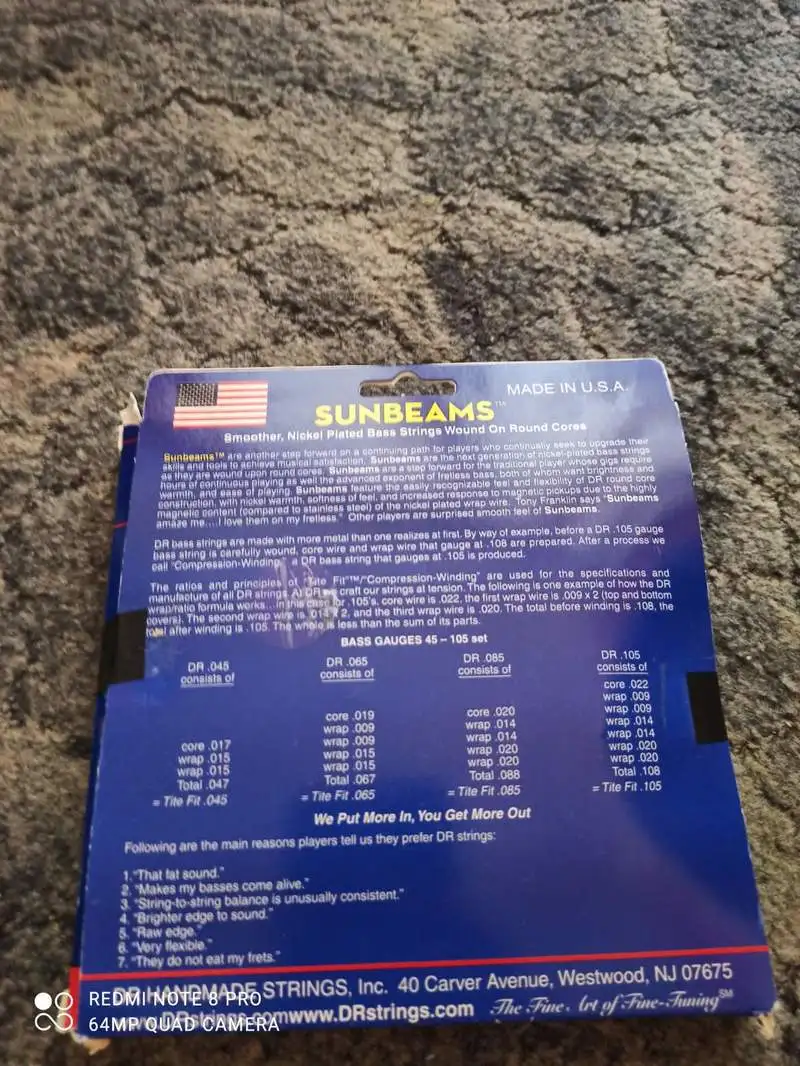 MADE IN U.S.A.
SUNBEAMS™
Smoother, Nickel Plated Bass Strings Wound On Round Cores
Sunbeams™ are another step forward on a continuing path for players who continually seek to upgrade their
skills and tools to achieve musical satisfaction. Sunbeams are the next generation of nickel-plated bass strings
as they are wound upon round cores. Sunbeams are a step forward for the traditional player whose gigs require
hours of continuous playing as well the advanced exponent of fretless bass, both of whom want brightness and
warmth, and ease of playing. Sunbeams feature the easily recognizable feel and flexibility of DR round core
construction, with nickel warmth, softness of feel, and increased response to magnetic pickups due to the highly
magnetic content (compared to stainless steel) of the nickel plated wrap wire. Tony Franklin says "Sunbeams
amaze me....I love them on my fretless." Other players are surprised smooth feel of Sunbeams.
DR bass strings are made with more metal than one realizes at first. By way of example, before a DR .105 gauge
bass string is carefully wound, core wire and wrap wire that gauge at .108 are prepared. After a process we
call "Compression-Winding" a DR bass string that gauges at .105 is produced.
The ratios and principles of Tite Fit™/"Compression-Winding" are used for the specifications and
manufacture of all DR strings. At DR we craft our strings at tension. The following is one example of how the DR
wrap/ratio formula works... in this case for .105's, core wire is .022, the first wrap wire is .009 x 2 (top and bottom
covers). The second wrap wire is .014 x 2, and the third wrap wire is .020. The total before winding is .108, the
total after winding is .105. The whole is less than the sum of its parts.
BASS GAUGES 45 – 105 set
DR .045
consists of
core .017
wrap .015
wrap .015
Total .047
= Tite Fit .045
DR .065
consists of
core .019
wrap .009
wrap .009
wrap .015
wrap .015
Total .067
= Tite Fit .065
DR .085
consists of
core .020
wrap .014
wrap .014
wrap .020
wrap .020
Total .088
= Tite Fit .085
DR .105
consists of
core .022
wrap .009
wrap .009
wrap .014
wrap .014
wrap .020
wrap .020
Total .108
= Tite Fit .105
We Put More In, You Get More Out
Following are the main reasons players tell us they prefer DR strings:
1. "That fat sound."
2. "Makes my basses come alive."
3. "String-to-string balance is unusually consistent."
4. "Brighter edge to sound."
5. "Raw edge."
6. "Very flexible."
7. "They do not eat my frets."
DR HANDMADE STRINGS, Inc. 40 Carver Avenue, Westwood, NJ 07675
www.DRstrings.com www.DRstrings.com The Fine Art of Fine-Tuning℠
REDMI NOTE 8 PRO
64MP QUAD CAMERA